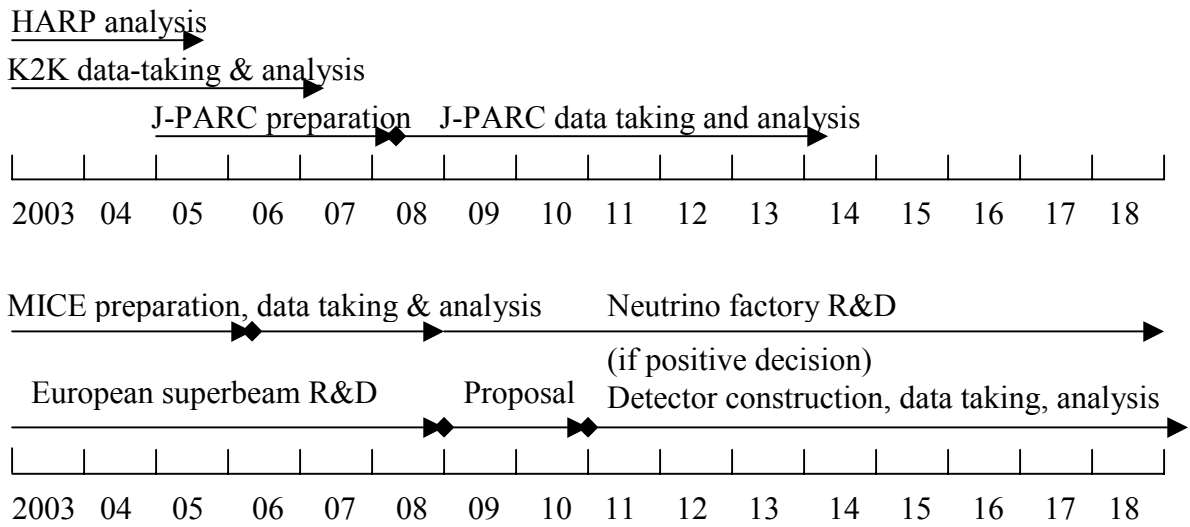 HARP analysis
K2K data-taking & analysis
J-PARC preparation J-PARC data taking and analysis
2003 04 05 06 07 08 09 10 11 12 13 14 15 16 17 18
MICE preparation, data taking & analysis Neutrino factory R&D
(if positive decision)
European superbeam R&D Proposal Detector construction, data taking, analysis
2003 04 05 06 07 08 09 10 11 12 13 14 15 16 17 18